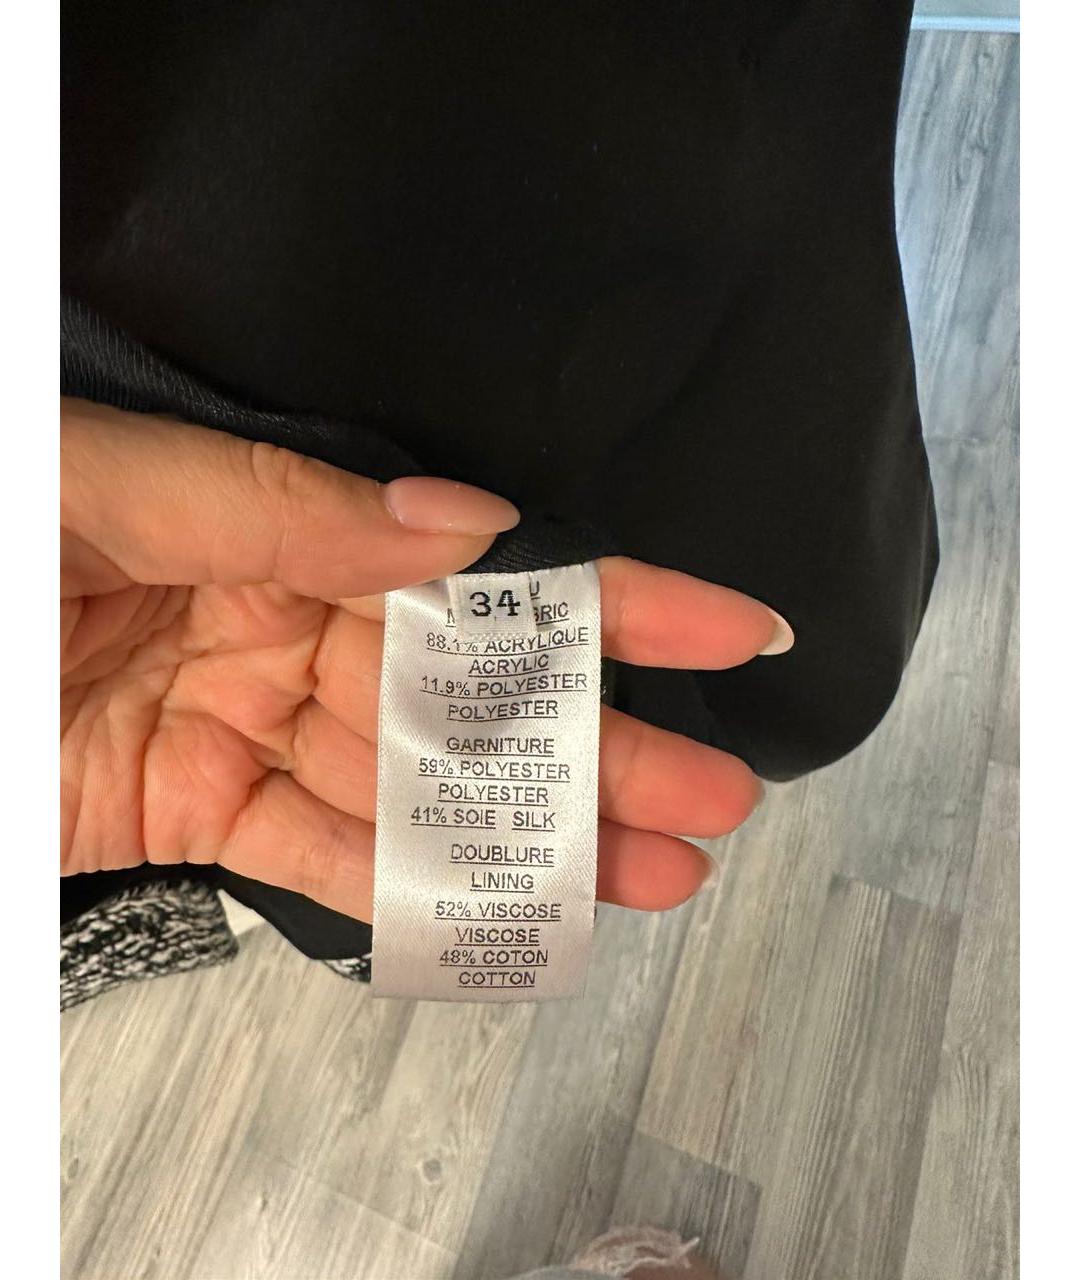 34
88.1% ACRYLIQUE
ACRYLIC
11.9% POLYESTER
POLYESTER
GARNITURE
59% POLYESTER
POLYESTER
41% SOIE SILK
DOUBLURE
LINING
52% VISCOSE
VISCOSE
48% COTON
COTTON